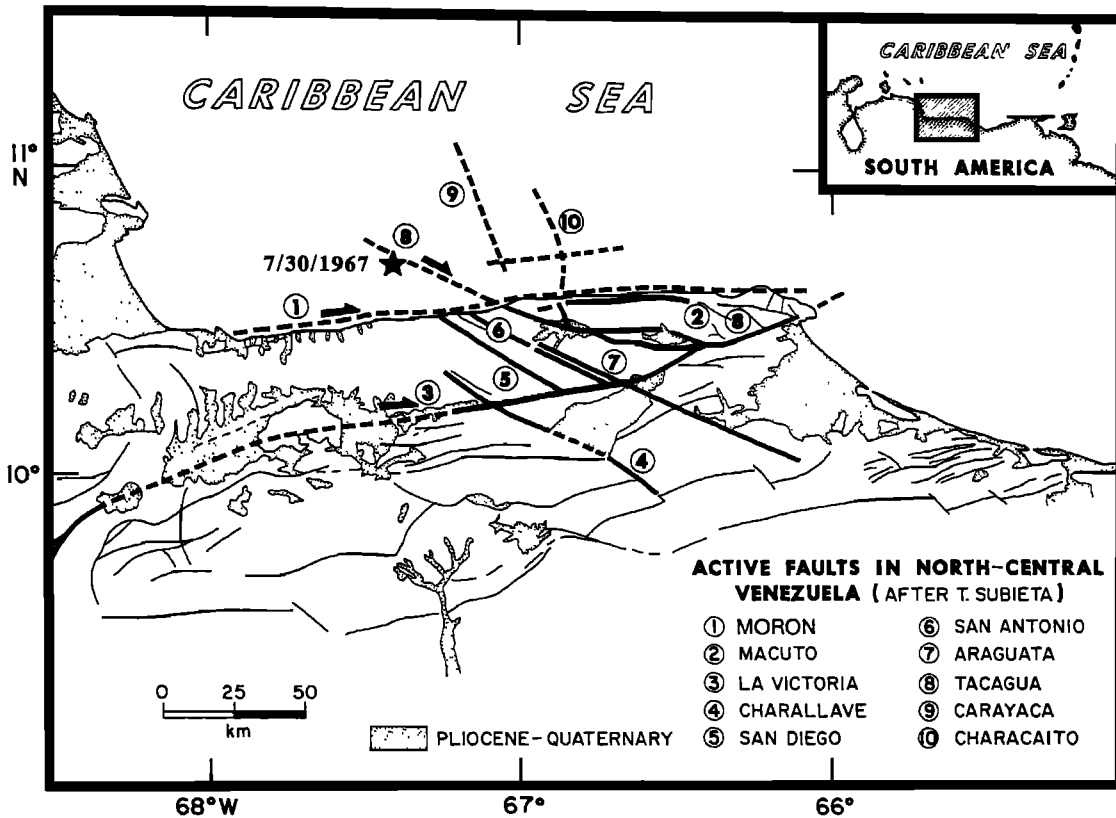 CARIBBEAN SEA
CARIBBEAN SEA
SOUTH AMERICA
11°
N
9
10
8
7/30/1967
1
2
8
6
7
5
3
10°
4
ACTIVE FAULTS IN NORTH-CENTRAL
VENEZUELA (AFTER T. SUBIETA)
1 MORON
2 MACUTO
3 LA VICTORIA
4 CHARALLAVE
5 SAN DIEGO
6 SAN ANTONIO
7 ARAGUATA
8 TACAGUA
9 CARAYACA
10 CHARACAITO
0 25 50
km
PLIOCENE-QUATERNARY
68°W
67°
66°